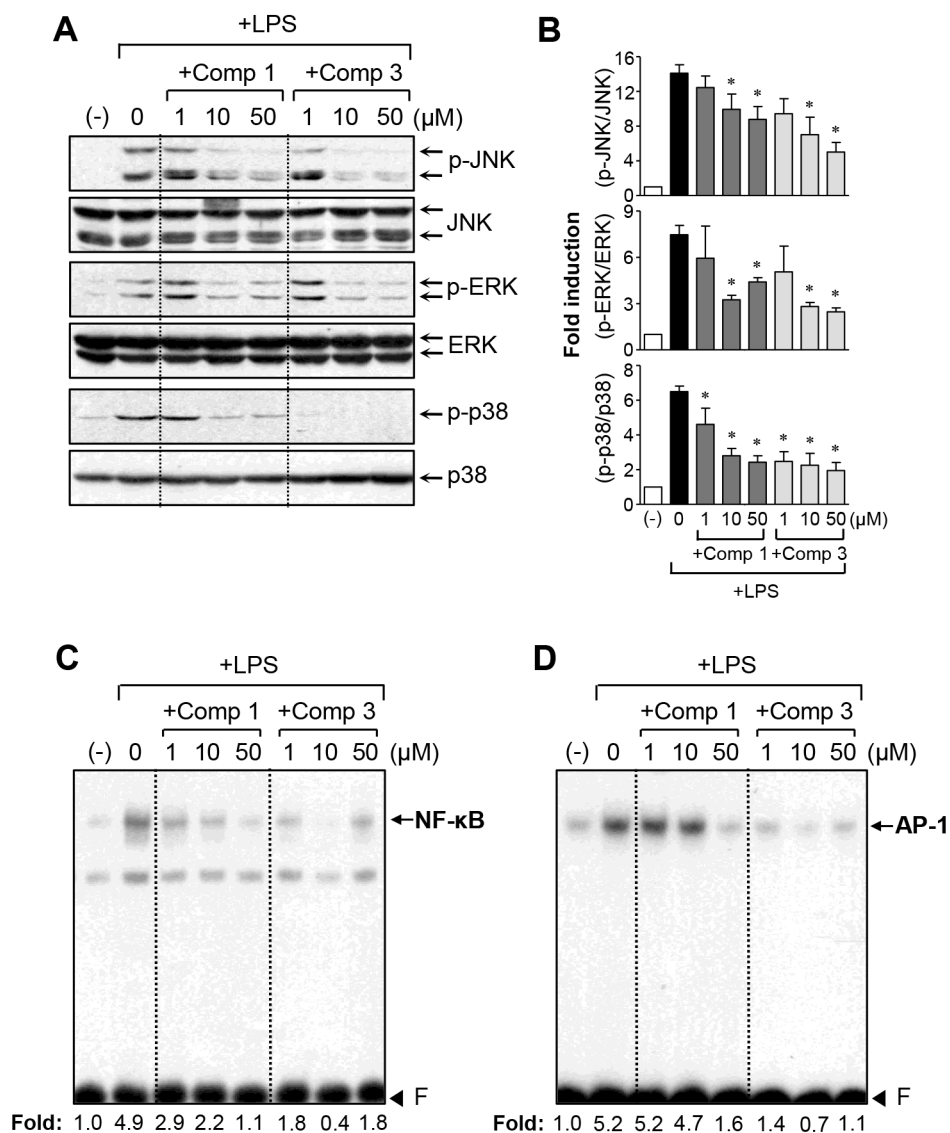 A
+LPS
+Comp 1 +Comp 3
(-) 0 1 10 50 1 10 50 (μM)
p-JNK
JNK
p-ERK
ERK
p-p38
p38
B
Fold induction
(p-JNK/JNK)
16
12
8
4
0
* * * *
(p-ERK/ERK)
9
6
3
0
* * * *
(p-p38/p38)
8
6
4
2
0
* * * * * *
(-) 0 1 10 50 1 10 50 (μM)
+Comp 1 +Comp 3
+LPS
C
+LPS
+Comp 1 +Comp 3
(-) 0 1 10 50 1 10 50 (μM)
NF-κB
F
Fold: 1.0 4.9 2.9 2.2 1.1 1.8 0.4 1.8
D
+LPS
+Comp 1 +Comp 3
(-) 0 1 10 50 1 10 50 (μM)
AP-1
F
Fold: 1.0 5.2 5.2 4.7 1.6 1.4 0.7 1.1